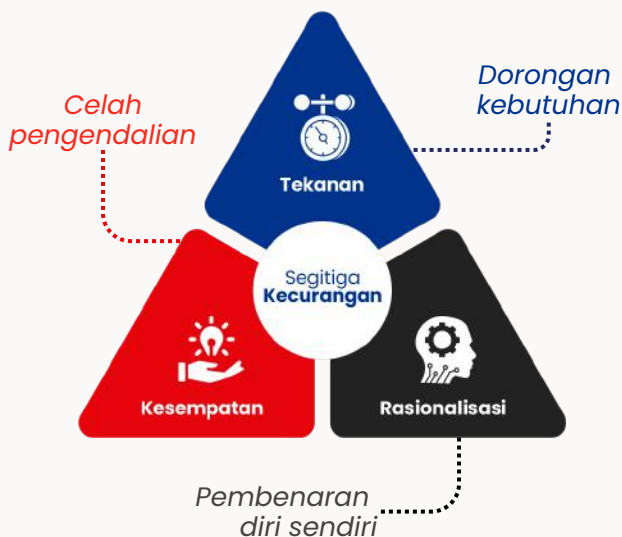 Dorongan
kebutuhan
Celah
pengendalian
Tekanan
Segitiga
Kecurangan
Kesempatan
Rasionalisasi
Pembenaran
diri sendiri